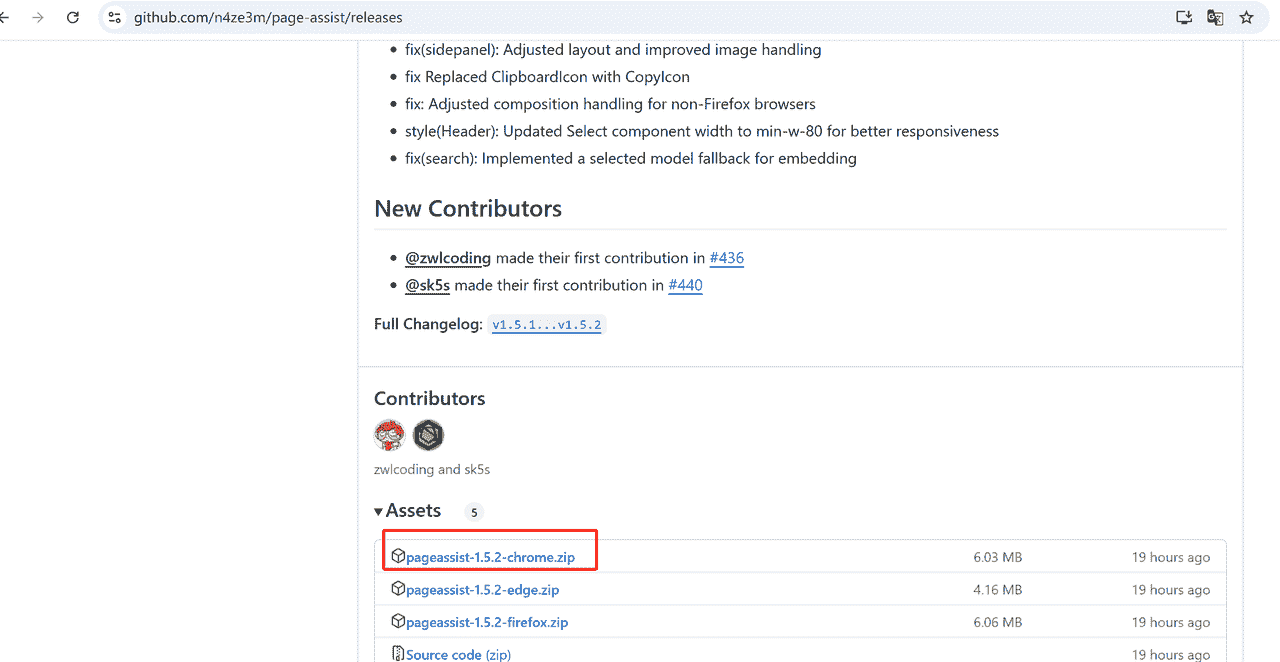 github.com/n4ze3m/page-assist/releases
fix(sidepanel): Adjusted layout and improved image handling
fix Replaced ClipboardIcon with CopyIcon
fix: Adjusted composition handling for non-Firefox browsers
style(Header): Updated Select component width to min-w-80 for better responsiveness
fix(search): Implemented a selected model fallback for embedding
New Contributors
@zwlcoding made their first contribution in #436
@sk5s made their first contribution in #440
Full Changelog: v1.5.1...v1.5.2
Contributors
zwlcoding and sk5s
Assets 5
pageassist-1.5.2-chrome.zip 6.03 MB 19 hours ago
pageassist-1.5.2-edge.zip 4.16 MB 19 hours ago
pageassist-1.5.2-firefox.zip 6.06 MB 19 hours ago
Source code (zip) 19 hours ago